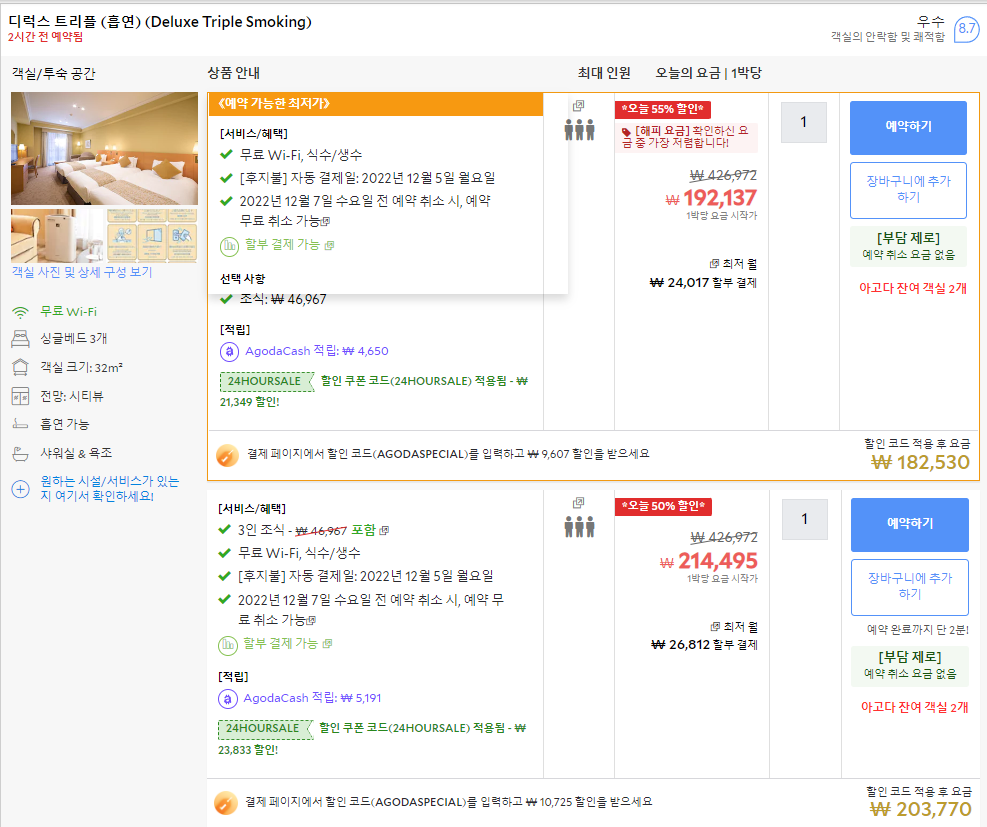 디럭스 트리플 (흡연) (Deluxe Triple Smoking)
2시간 전 예약됨
우수
객실의 안락함 및 쾌적함
8.7
객실/투숙 공간
상품 안내
최대 인원
오늘의 요금 | 1박당
객실 사진 및 상세 구성 보기
무료 Wi-Fi
싱글베드 3개
객실 크기: 32m²
전망: 시티뷰
흡연 가능
샤워실 & 욕조
원하는 시설/서비스가 있는
지 여기서 확인하세요!
《예약 가능한 최저가》
[서비스/혜택]
무료 Wi-Fi, 식수/생수
[후지불] 자동 결제일: 2022년 12월 5일 월요일
2022년 12월 7일 수요일 전 예약 취소 시, 예약
무료 취소 가능
할부 결제 가능
선택 사항
조식: ₩ 46,967
[적립]
AgodaCash 적립: ₩ 4,650
24HOURSALE 할인 쿠폰 코드(24HOURSALE) 적용됨 - ₩
21,349 할인!
*오늘 55% 할인*
[해피 요금] 확인하신 요
금 중 가장 저렴합니다!
₩ 426,972
₩ 192,137
1박당 요금 시작가
최저 월
₩ 24,017 할부 결제
1
예약하기
장바구니에 추가
하기
[부담 제로]
예약 취소 요금 없음
아고다 잔여 객실 2개
결제 페이지에서 할인 코드(AGODASPECIAL)를 입력하고 ₩ 9,607 할인을 받으세요
할인 코드 적용 후 요금
₩ 182,530
[서비스/혜택]
3인 조식 - ₩ 46,967 포함
무료 Wi-Fi, 식수/생수
[후지불] 자동 결제일: 2022년 12월 5일 월요일
2022년 12월 7일 수요일 전 예약 취소 시, 예약 무
료 취소 가능
할부 결제 가능
[적립]
AgodaCash 적립: ₩ 5,191
24HOURSALE 할인 쿠폰 코드(24HOURSALE) 적용됨 - ₩
23,833 할인!
*오늘 50% 할인*
₩ 426,972
₩ 214,495
1박당 요금 시작가
최저 월
₩ 26,812 할부 결제
1
예약하기
장바구니에 추가
하기
예약 완료까지 단 2분!
[부담 제로]
예약 취소 요금 없음
아고다 잔여 객실 2개
결제 페이지에서 할인 코드(AGODASPECIAL)를 입력하고 ₩ 10,725 할인을 받으세요
할인 코드 적용 후 요금
₩ 203,770